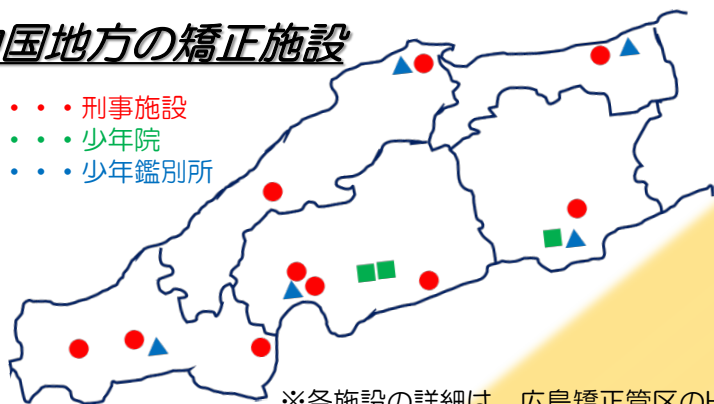 国地方の矯正施設
・・・刑事施設
・・・少年院
・・・少年鑑別所
※各施設の詳細は、広島矯正管区のH